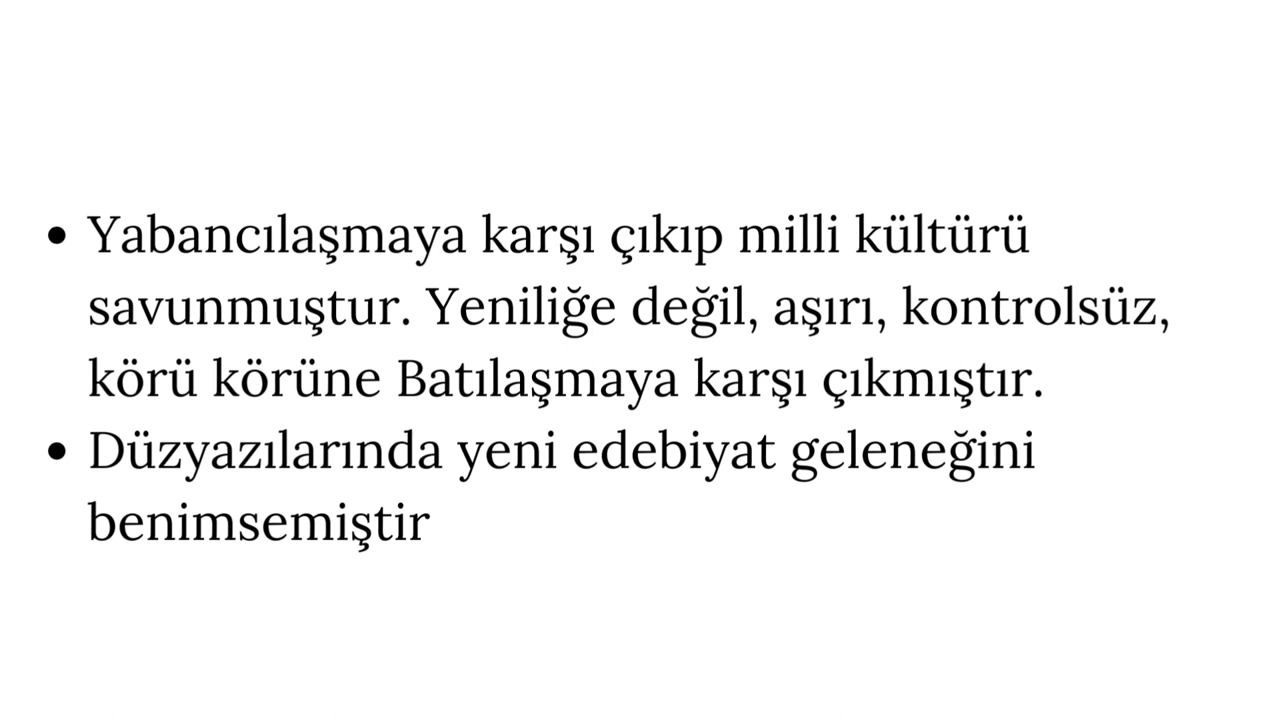 • Yabancılaşmaya karşı çıkıp milli kültürü
savunmuştur. Yeniliğe değil, aşırı, kontrolsüz,
körü körüne Batılaşmaya karşı çıkmıştır.
• Düzyazılarında yeni edebiyat geleneğini
benimsemiştir